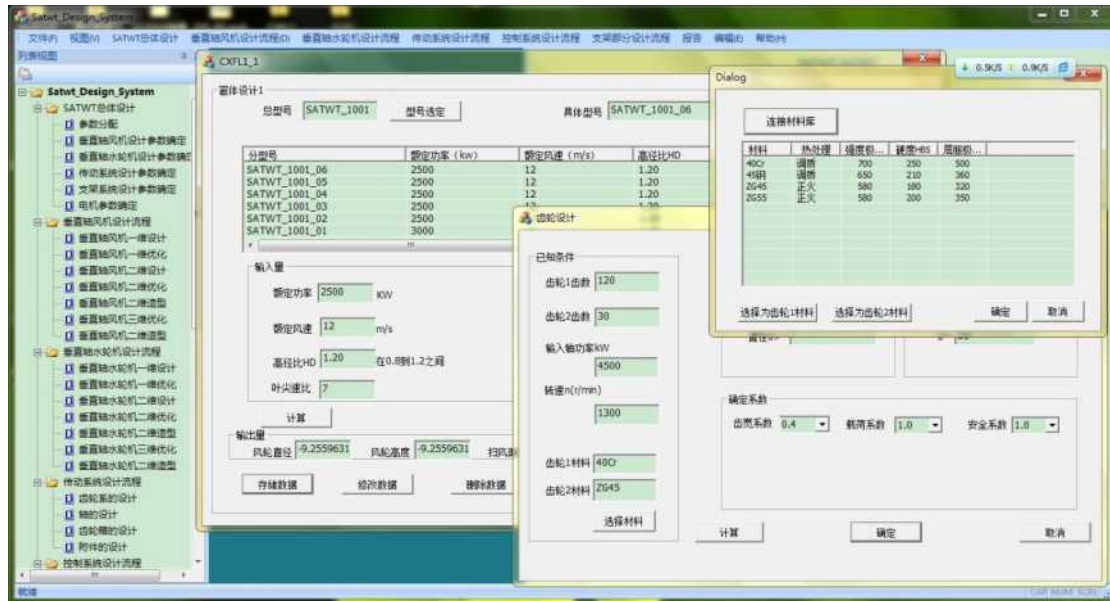 Satwt_Design_System
文件(F) 视图(V) SATWT总体设计 垂直轴风机设计流程(D) 垂直轴水轮机设计流程 传动系统设计流程 控制系统设计流程 支架部分设计流程 报告 编辑(E) 帮助(H)
列表视图
Satwt_Design_System
SATWT总体设计
参数分配
垂直轴风机设计参数确定
垂直轴水轮机设计参数确定
传动系统设计参数确定
支架系统设计参数确定
电机参数确定
垂直轴风机设计流程
垂直轴风机一维设计
垂直轴风机一维优化
垂直轴风机二维设计
垂直轴风机二维优化
垂直轴风机二维造型
垂直轴风机三维优化
垂直轴风机二维造型
垂直轴水轮机设计流程
垂直轴水轮机一维设计
垂直轴水轮机一维优化
垂直轴水轮机二维设计
垂直轴水轮机二维优化
垂直轴水轮机二维造型
垂直轴水轮机三维优化
垂直轴水轮机二维造型
传动系统设计流程
齿轮系的设计
轴的设计
齿轮箱的设计
附件的设计
控制系统设计流程
就绪
CXFL1_1
窗体设计1
总型号 SATWT_1001 型号选定 具体型号 SATWT_1001_06
分型号 额定功率（kw） 额定风速（m/s） 高径比HD
SATWT_1001_06 2500 12 1.20
SATWT_1001_05 2500 12 1.20
SATWT_1001_04 2500 12 1.20
SATWT_1001_03 2500 12 1.20
SATWT_1001_02 2500
SATWT_1001_01 3000
输入量
额定功率 2500 KW
额定风速 12 m/s
高径比HD 1.20 在0.8到1.2之间
叶尖速比 7
计算
输出量
风轮直径 -9.2559631 风轮高度 -9.2559631 扫风面
存储数据 修改数据 删除数据
齿轮设计
已知条件
齿轮1齿数 120
齿轮2齿数 30
输入轴功率kW
4500
转速n(r/min)
1300
齿轮1材料 40Cr
齿轮2材料 ZG45
选择材料
确定系数
齿宽系数 0.4 载荷系数 1.0 安全系数 1.0
计算 确定 取消
Dialog
0.9K/S 0.9K/S
连接材料库
材料 热处理 强度极... 硬度HBS 屈服极...
40Cr 调质 700 250 500
45钢 调质 650 210 360
ZG45 正火 580 180 320
ZG55 正火 580 200 350
选择为齿轮1材料 选择为齿轮2材料 确定 取消
CAP NUM SCRL